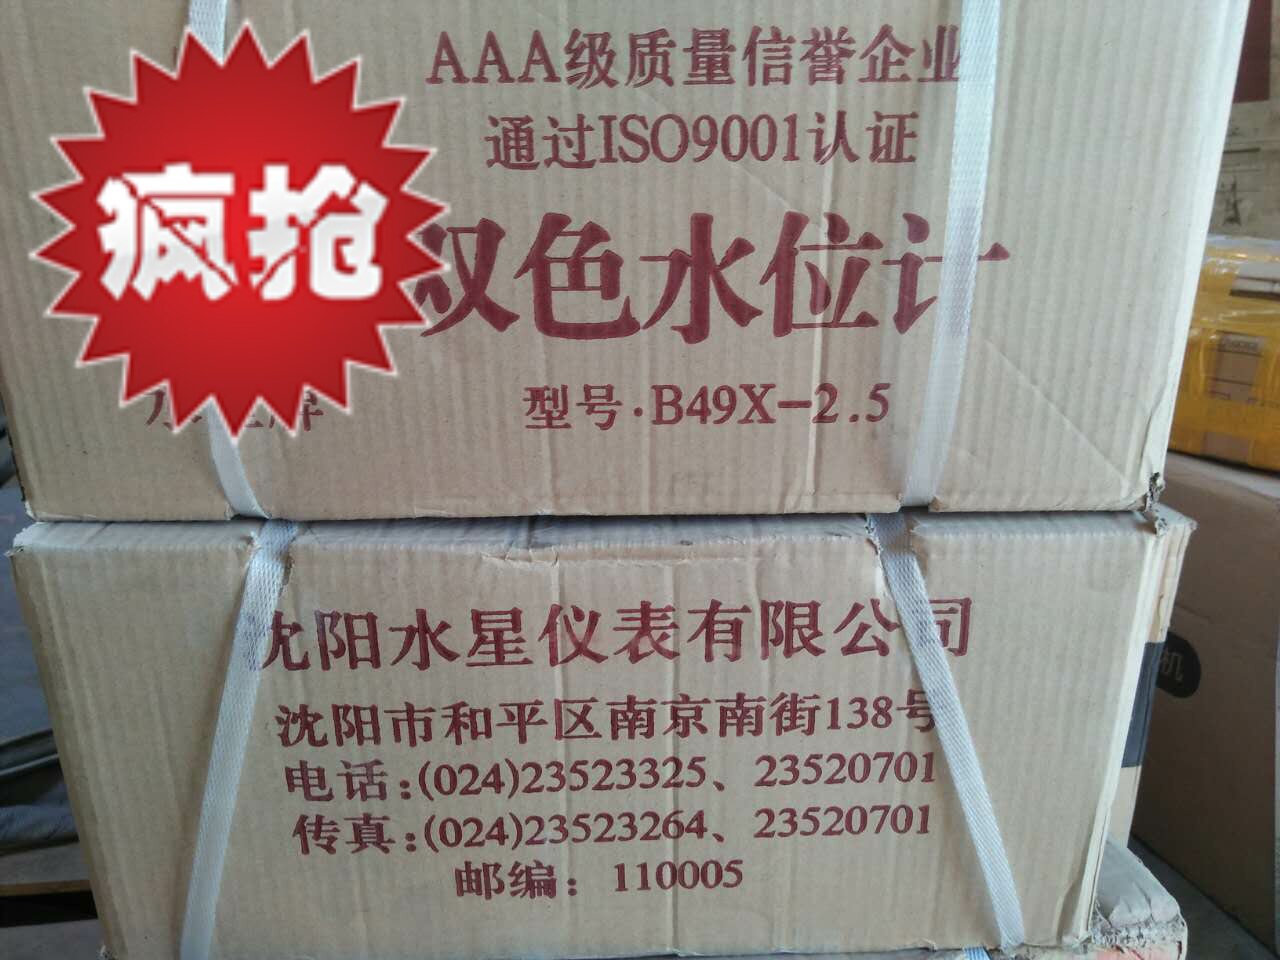 AAA级质量信誉企业
通过ISO9001认证
疯抢
双色水位计
型号·B49X-2.5
沈阳水星仪表有限公司
沈阳市和平区南京南街138号
电话:(024)23523325、23520701
传真:(024)23523264、23520701
邮编：110005
机